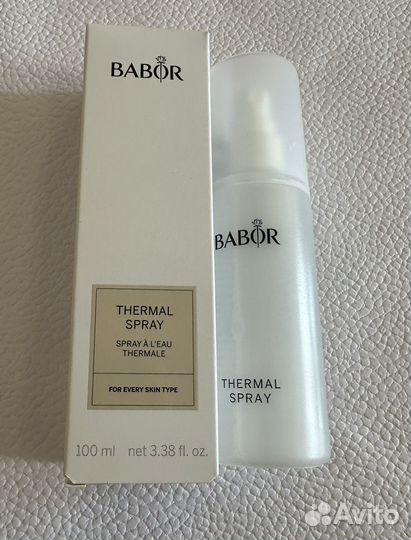 BABOR
THERMAL
SPRAY
SPRAY À L'EAU
THERMALE
FOR EVERY SKIN TYPE
100 ml net 3.38 fl. oz.
BABOR
THERMAL
SPRAY
Avito